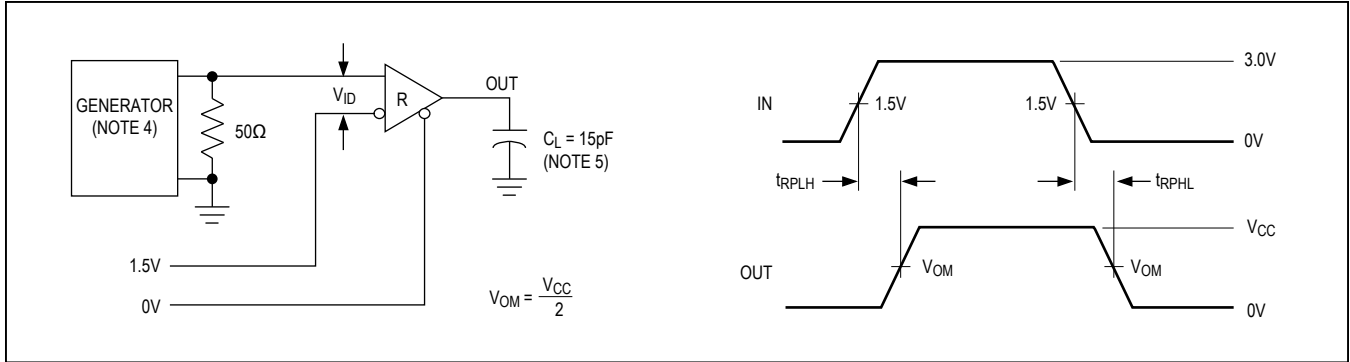 GENERATOR
(NOTE 4)
50Ω
V_ID
R
OUT
C_L = 15pF
(NOTE 5)
1.5V
0V
V_OM = V_CC / 2
IN
1.5V
1.5V
3.0V
0V
t_RPLH
t_RPHL
OUT
V_OM
V_OM
V_CC
0V